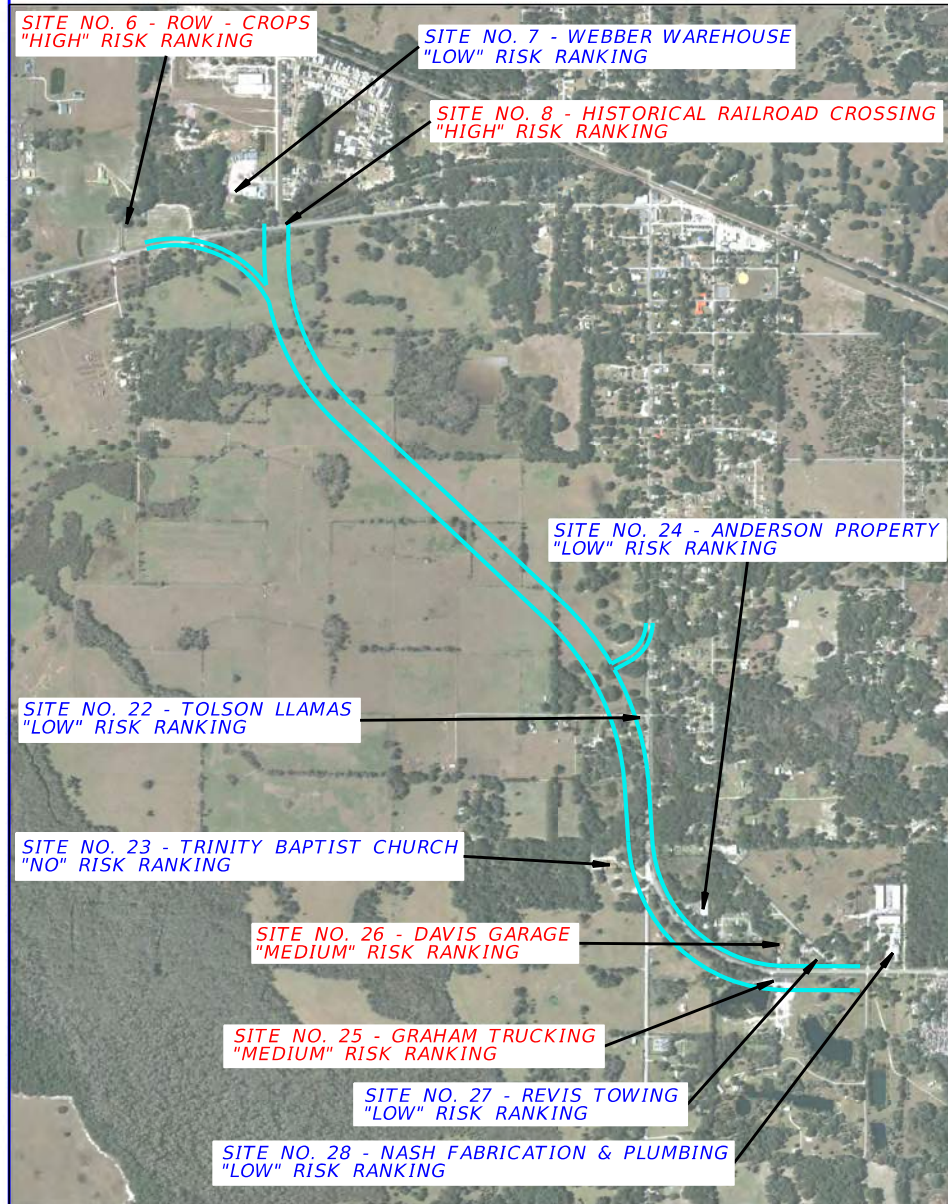 SITE NO. 6 - ROW - CROPS
"HIGH" RISK RANKING
SITE NO. 7 - WEBBER WAREHOUSE
"LOW" RISK RANKING
SITE NO. 8 - HISTORICAL RAILROAD CROSSING
"HIGH" RISK RANKING
SITE NO. 24 - ANDERSON PROPERTY
"LOW" RISK RANKING
SITE NO. 22 - TOLSON LLAMAS
"LOW" RISK RANKING
SITE NO. 23 - TRINITY BAPTIST CHURCH
"NO" RISK RANKING
SITE NO. 26 - DAVIS GARAGE
"MEDIUM" RISK RANKING
SITE NO. 25 - GRAHAM TRUCKING
"MEDIUM" RISK RANKING
SITE NO. 27 - REVIS TOWING
"LOW" RISK RANKING
SITE NO. 28 - NASH FABRICATION & PLUMBING
"LOW" RISK RANKING